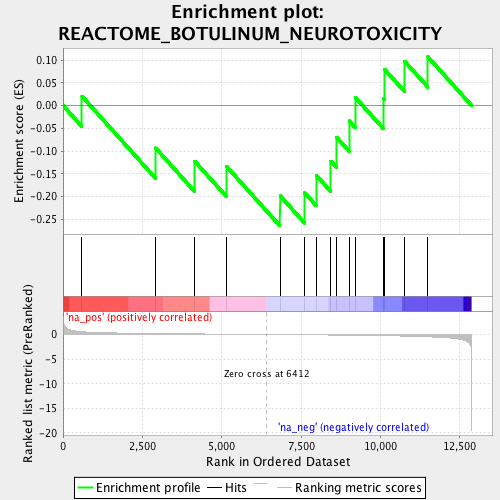 Enrichment plot:
REACTOME_BOTULINUM_NEUROTOXICITY
Enrichment score (ES)
0.10
0.05
0.00
-0.05
-0.10
-0.15
-0.20
-0.25
'na_pos' (positively correlated)
Ranked list metric (PreRanked)
0
-5
-10
-15
-20
Zero cross at 6412
'na_neg' (negatively correlated)
0
2,500
5,000
7,500
10,000
12,500
Rank in Ordered Dataset
Enrichment profile
Hits
Ranking metric scores